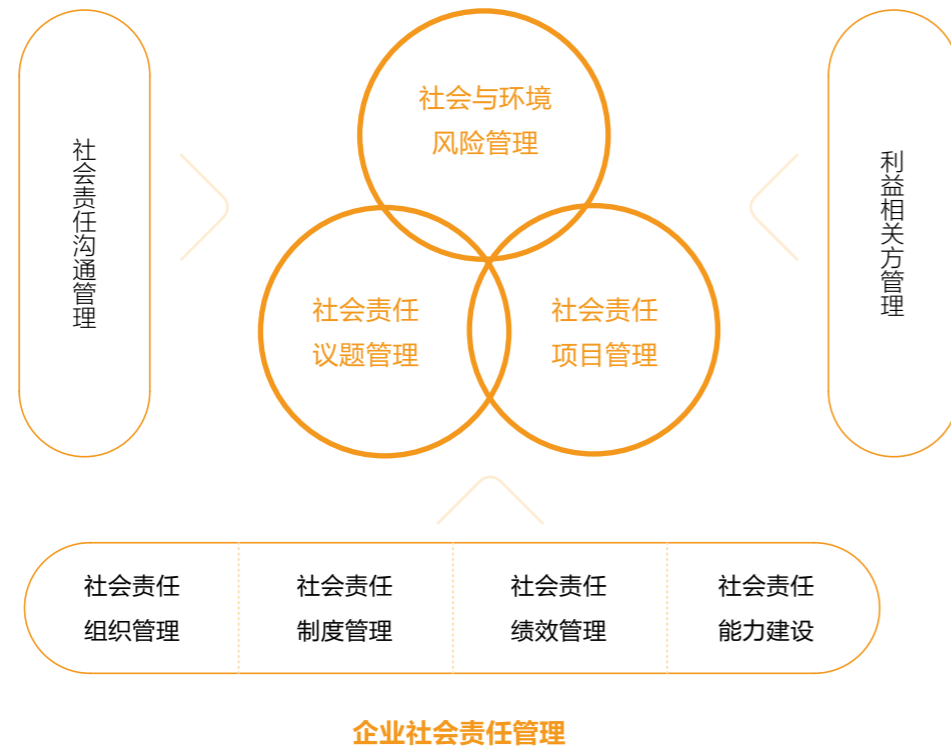 社会与环境
风险管理
社会责任沟通管理
利益相关方管理
社会责任
议题管理
社会责任
项目管理
社会责任
组织管理
社会责任
制度管理
社会责任
绩效管理
社会责任
能力建设
企业社会责任管理